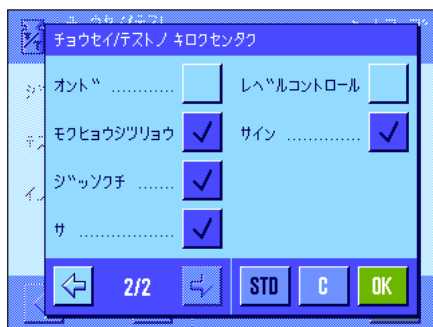 チョウセイ/テストノ キロクセンタク
オンド ............
レベルコントロール
モクヒョウシツリョウ
サイン .............
ジッソクチ .......
サ .................
2/2
STD
C
OK